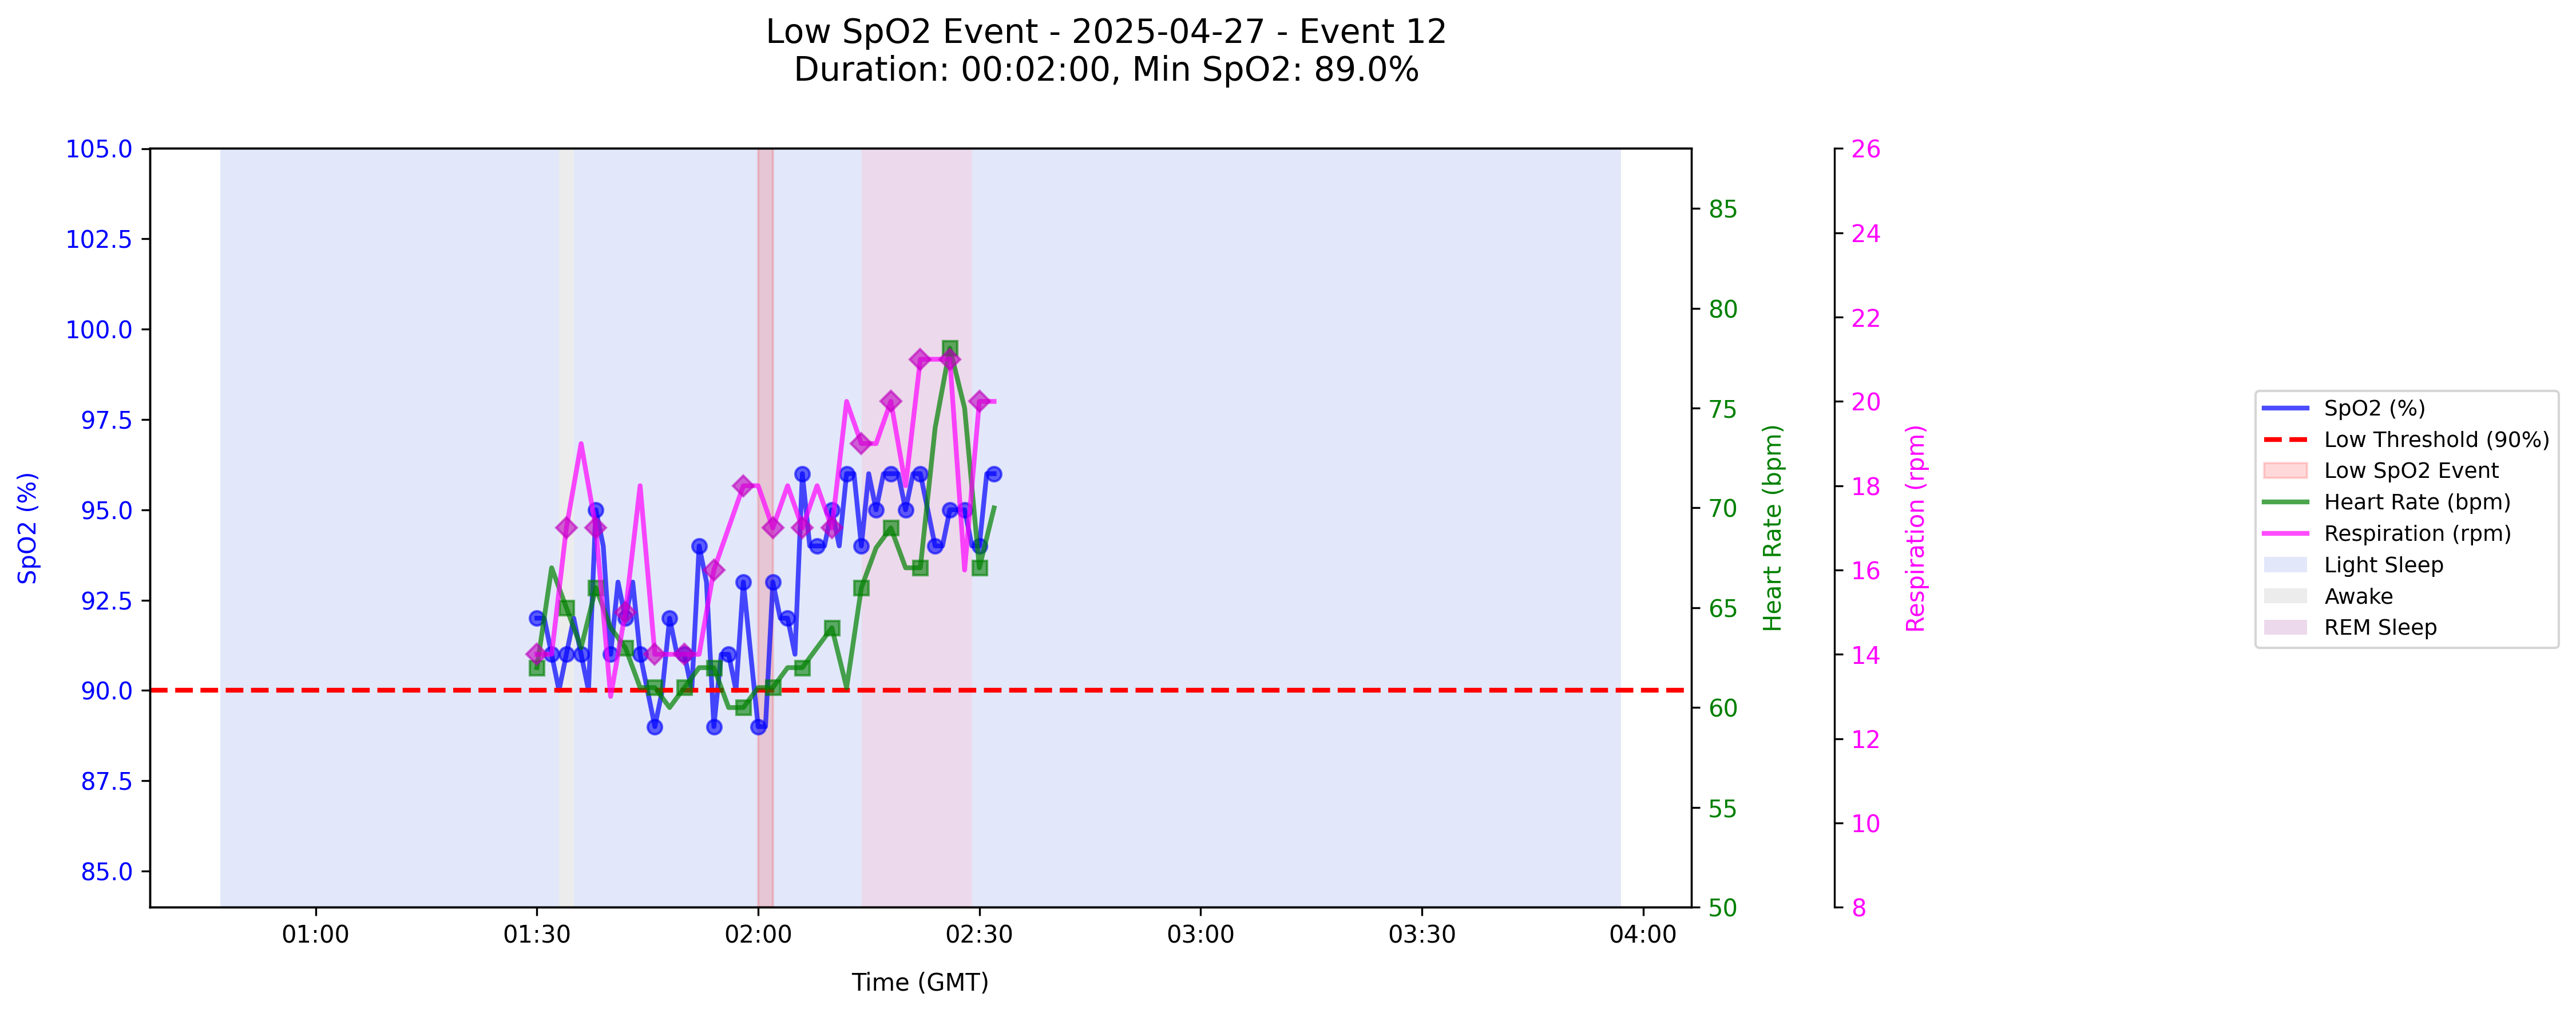 Low SpO2 Event - 2025-04-27 - Event 12
Duration: 00:02:00, Min SpO2: 89.0%
105.0
102.5
100.0
97.5
95.0
92.5
90.0
87.5
85.0
SpO2 (%)
85
80
75
70
65
60
55
50
Heart Rate (bpm)
26
24
22
20
18
16
14
12
10
8
Respiration (rpm)
01:00
01:30
02:00
02:30
03:00
03:30
04:00
Time (GMT)
SpO2 (%)
Low Threshold (90%)
Low SpO2 Event
Heart Rate (bpm)
Respiration (rpm)
Light Sleep
Awake
REM Sleep